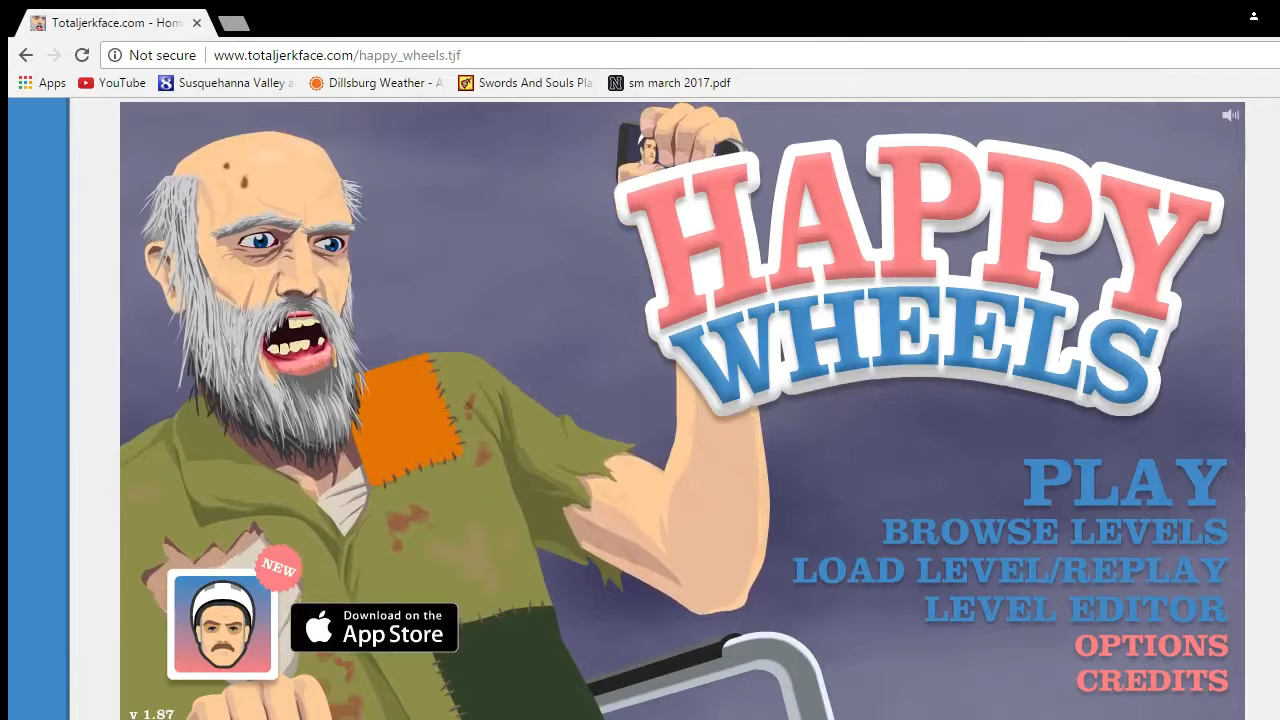 Totaljerkface.com - Hom
Not secure www.totaljerkface.com/happy_wheels.tjf
Apps YouTube Susquehanna Valley a Dillsburg Weather - A Swords And Souls Pla sm march 2017.pdf
HAPPY
WHEELS
PLAY
BROWSE LEVELS
LOAD LEVEL/REPLAY
LEVEL EDITOR
OPTIONS
CREDITS
NEW
Download on the
App Store
v 1.87